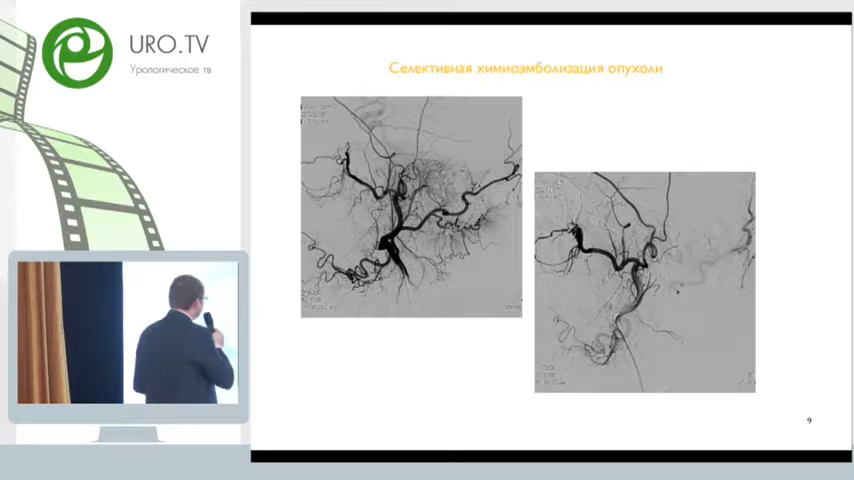 URO.TV
Урологическое тв
Селективная химиоэмболизация опухоли
9